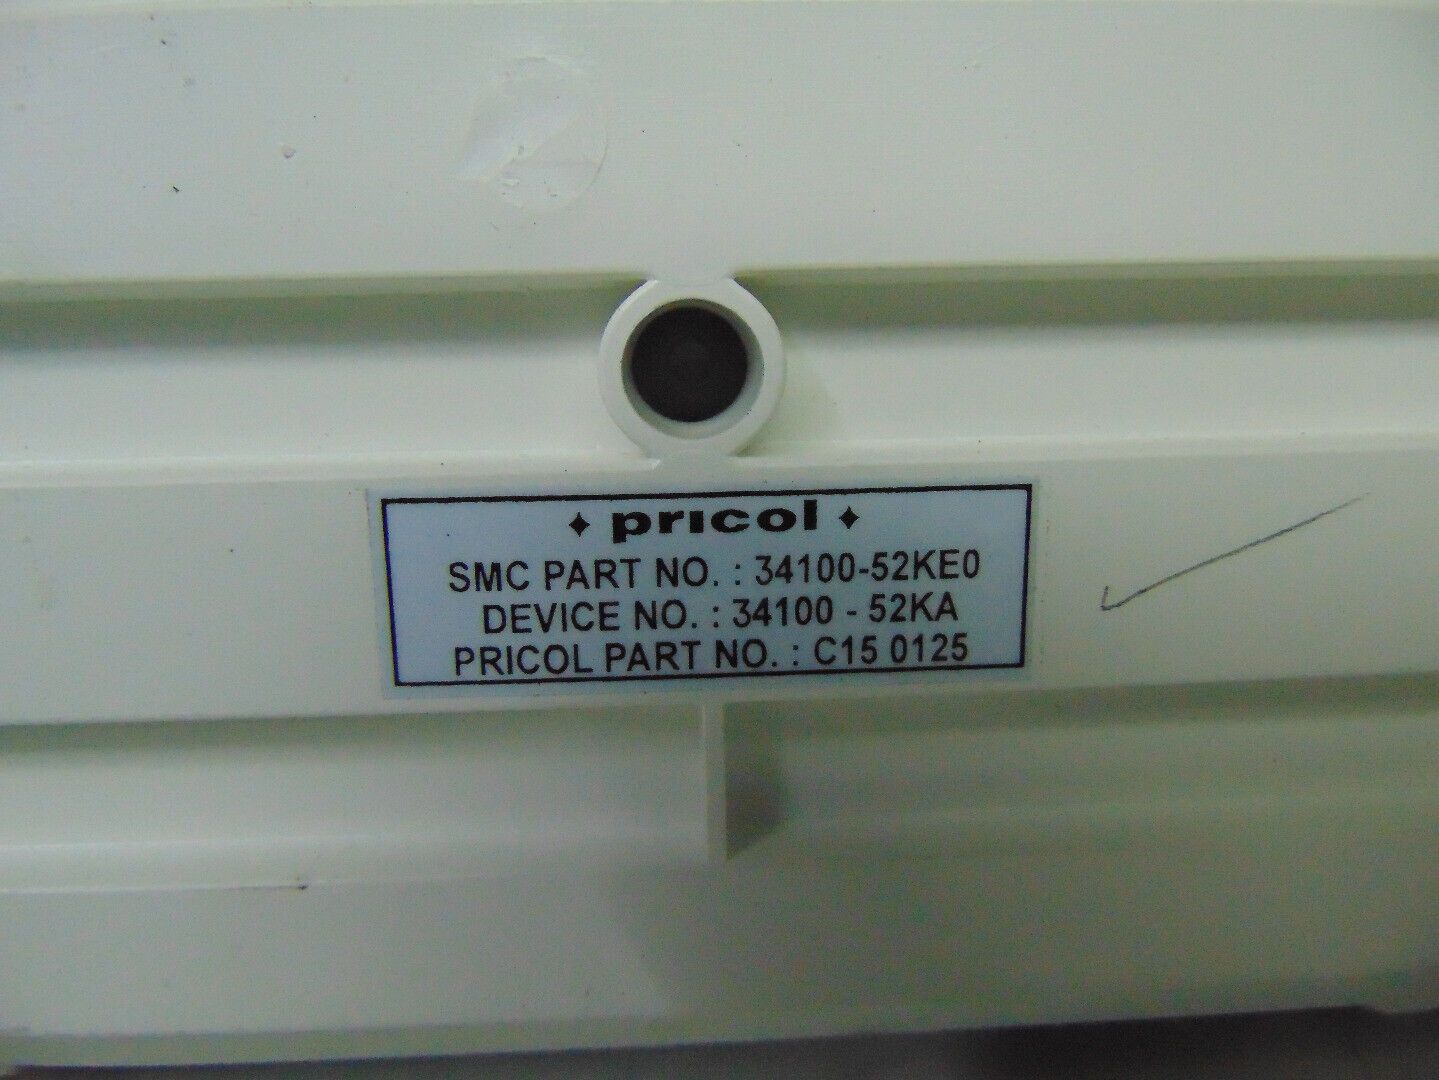 pricol
SMC PART NO. : 34100-52KE0
DEVICE NO. : 34100 - 52KA
PRICOL PART NO. : C15 0125